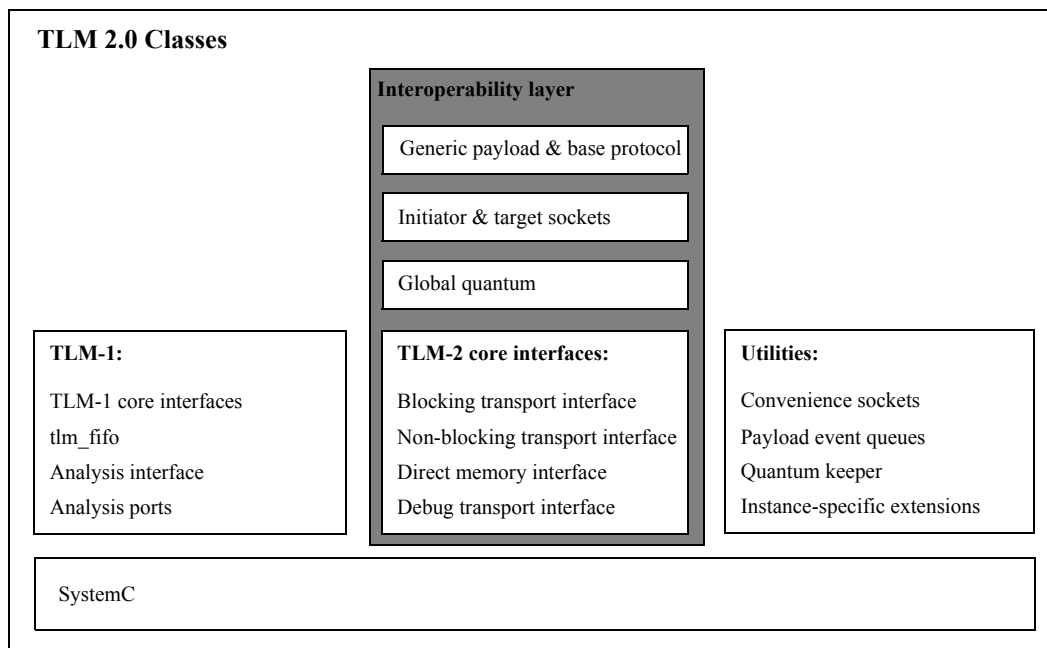 TLM 2.0 Classes
Interoperability layer
Generic payload & base protocol
Initiator & target sockets
Global quantum
TLM-1:
TLM-1 core interfaces
tlm_fifo
Analysis interface
Analysis ports
TLM-2 core interfaces:
Blocking transport interface
Non-blocking transport interface
Direct memory interface
Debug transport interface
Utilities:
Convenience sockets
Payload event queues
Quantum keeper
Instance-specific extensions
SystemC